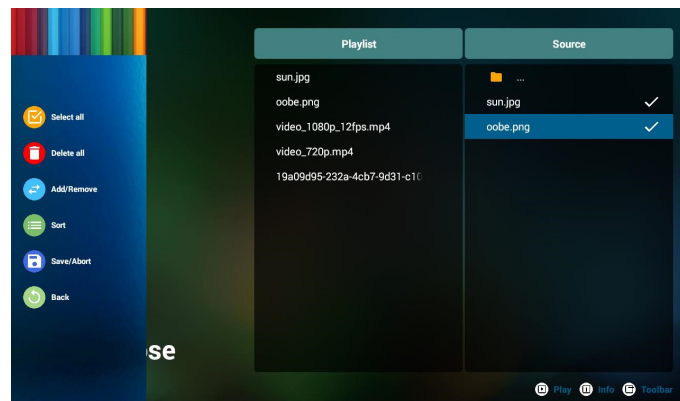 Playlist
Source
sun.jpg
oobe.png
video_1080p_12fps.mp4
video_720p.mp4
19a09d95-232a-4cb7-9d31-c10
...
sun.jpg
oobe.png
Select all
Delete all
Add/Remove
Sort
Save/Abort
Back
se
Play Info Toolbar